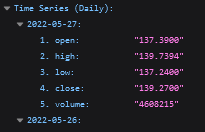 Time Series (Daily):
2022-05-27:
1. open: "137.3900"
2. high: "139.7394"
3. low: "137.2400"
4. close: "139.2700"
5. volume: "4608215"
2022-05-26: